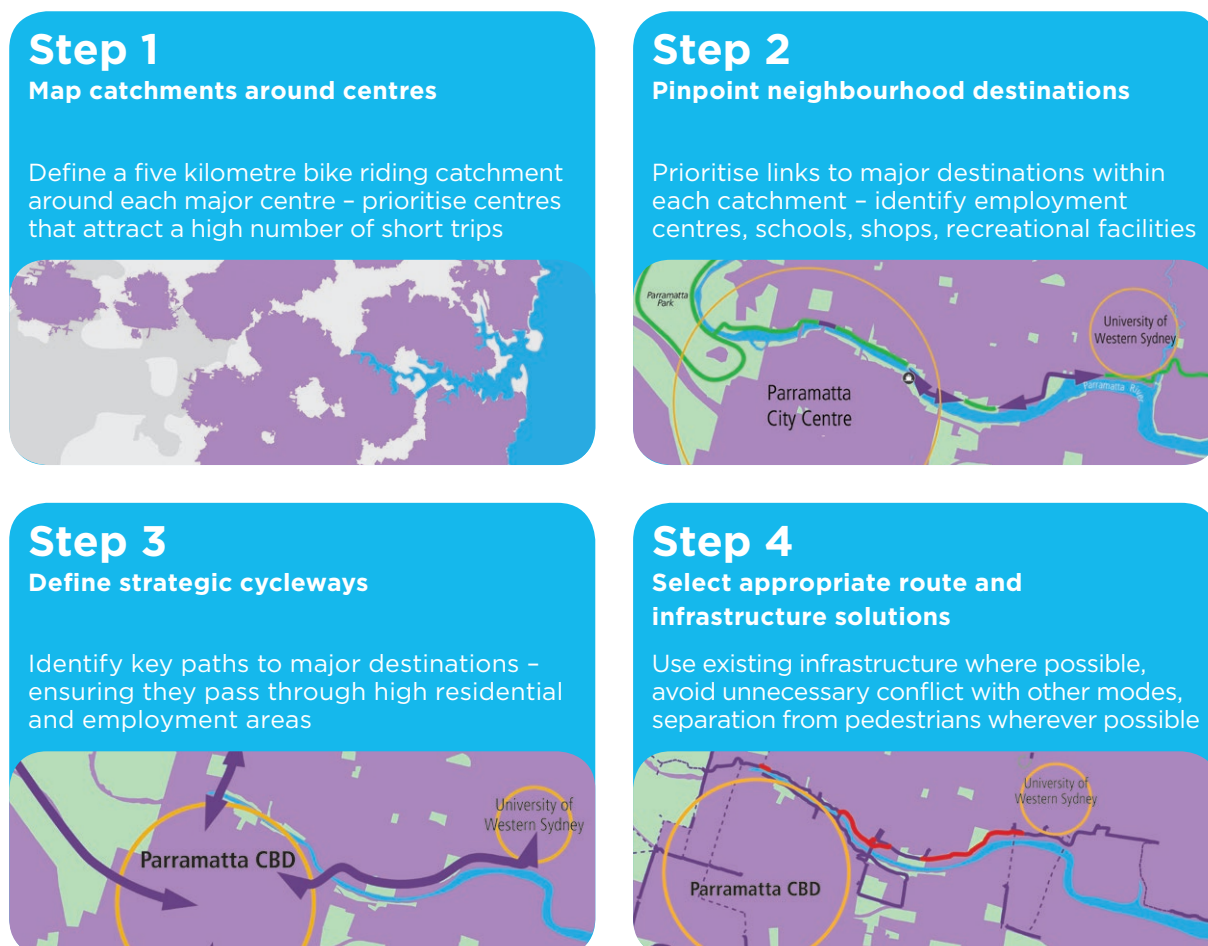 Step 1
Map catchments around centres
Define a five kilometre bike riding catchment
around each major centre – prioritise centres
that attract a high number of short trips
Step 2
Pinpoint neighbourhood destinations
Prioritise links to major destinations within
each catchment – identify employment
centres, schools, shops, recreational facilities
Parramatta
Park
University of
Western Sydney
Parramatta River
Parramatta
City Centre
Step 3
Define strategic cycleways
Identify key paths to major destinations –
ensuring they pass through high residential
and employment areas
University of
Western Sydney
Parramatta CBD
Step 4
Select appropriate route and
infrastructure solutions
Use existing infrastructure where possible,
avoid unnecessary conflict with other modes,
separation from pedestrians wherever possible
University of
Western Sydney
Parramatta CBD